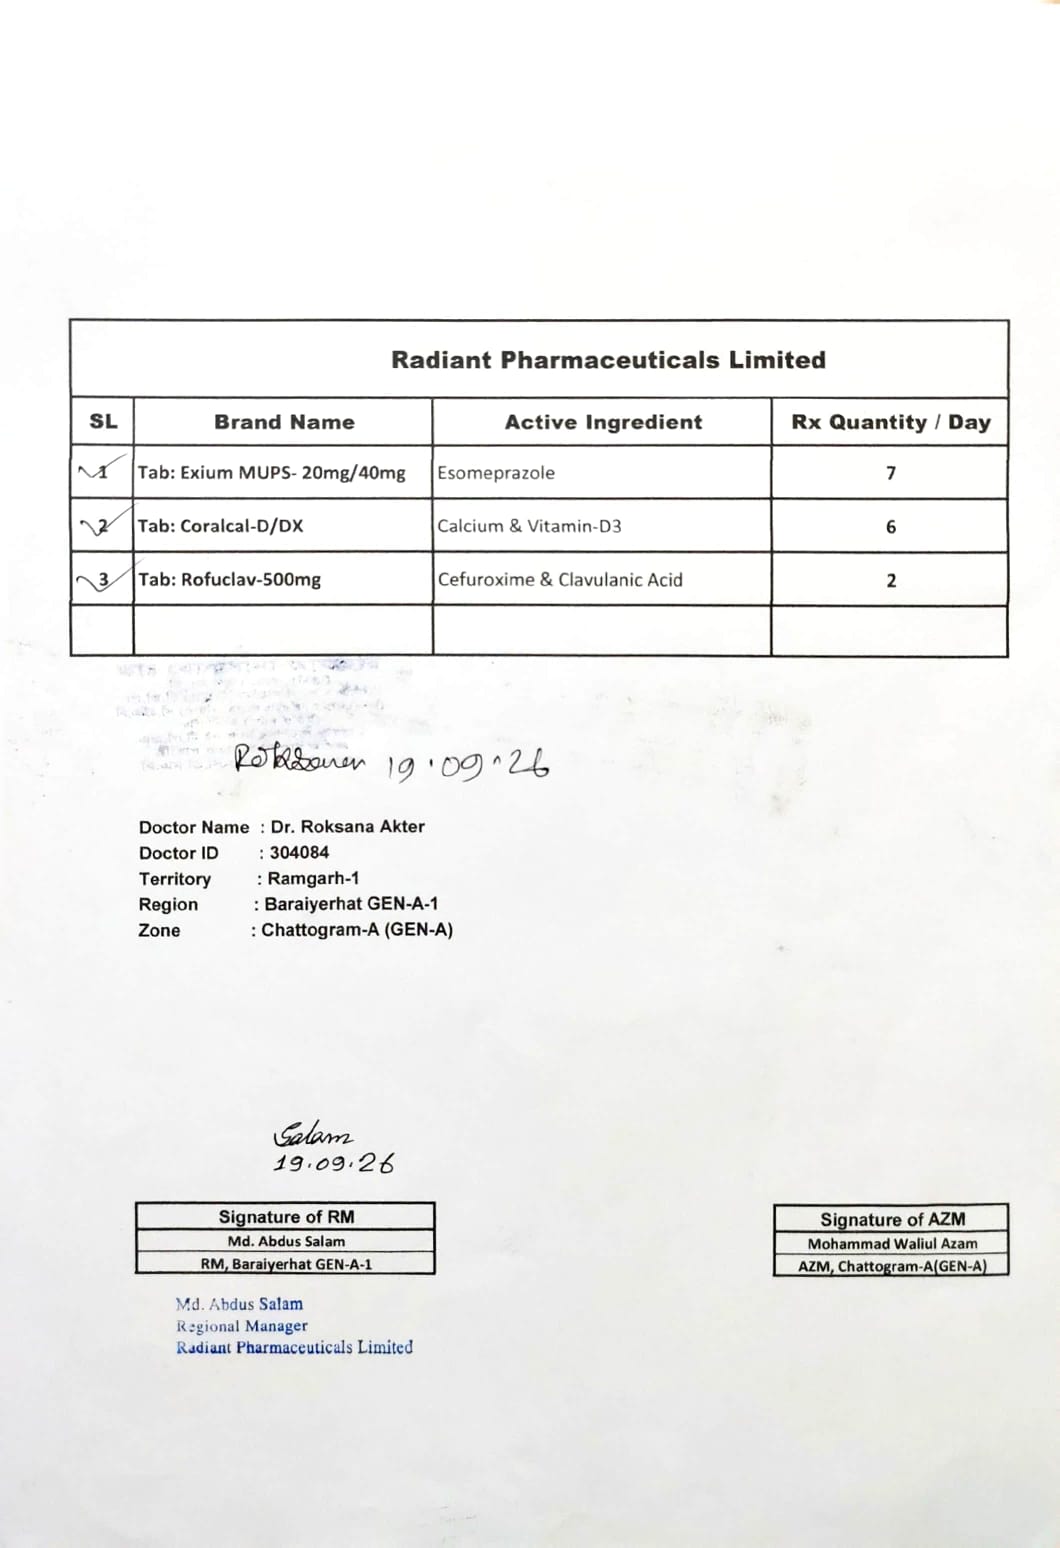 Radiant Pharmaceuticals Limited
SL Brand Name Active Ingredient Rx Quantity / Day
1 Tab: Exium MUPS- 20mg/40mg Esomeprazole 7
2 Tab: Coralcal-D/DX Calcium & Vitamin-D3 6
3 Tab: Rofuclav-500mg Cefuroxime & Clavulanic Acid 2
19.09.26
Doctor Name : Dr. Roksana Akter
Doctor ID : 304084
Territory : Ramgarh-1
Region : Baraiyerhat GEN-A-1
Zone : Chattogram-A (GEN-A)
Salam
19.09.26
Signature of RM
Md. Abdus Salam
RM, Baraiyerhat GEN-A-1
Signature of AZM
Mohammad Waliul Azam
AZM, Chattogram-A(GEN-A)
Md. Abdus Salam
Regional Manager
Radiant Pharmaceuticals Limited